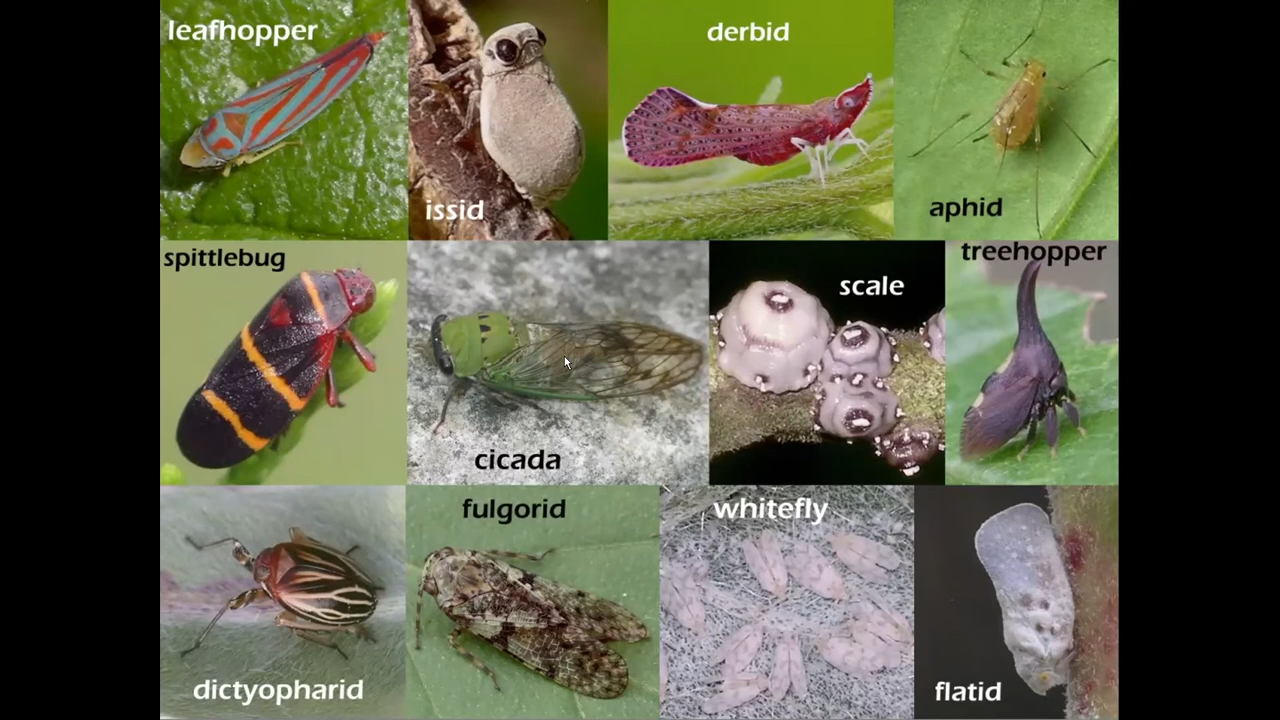 leafhopper
issid
derbid
aphid
spittlebug
cicada
scale
treehopper
dictyopharid
fulgorid
whitefly
flatid